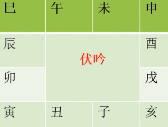 巳 午 未 申
辰 酉
伏吟
卯 戌
寅 丑 子 亥